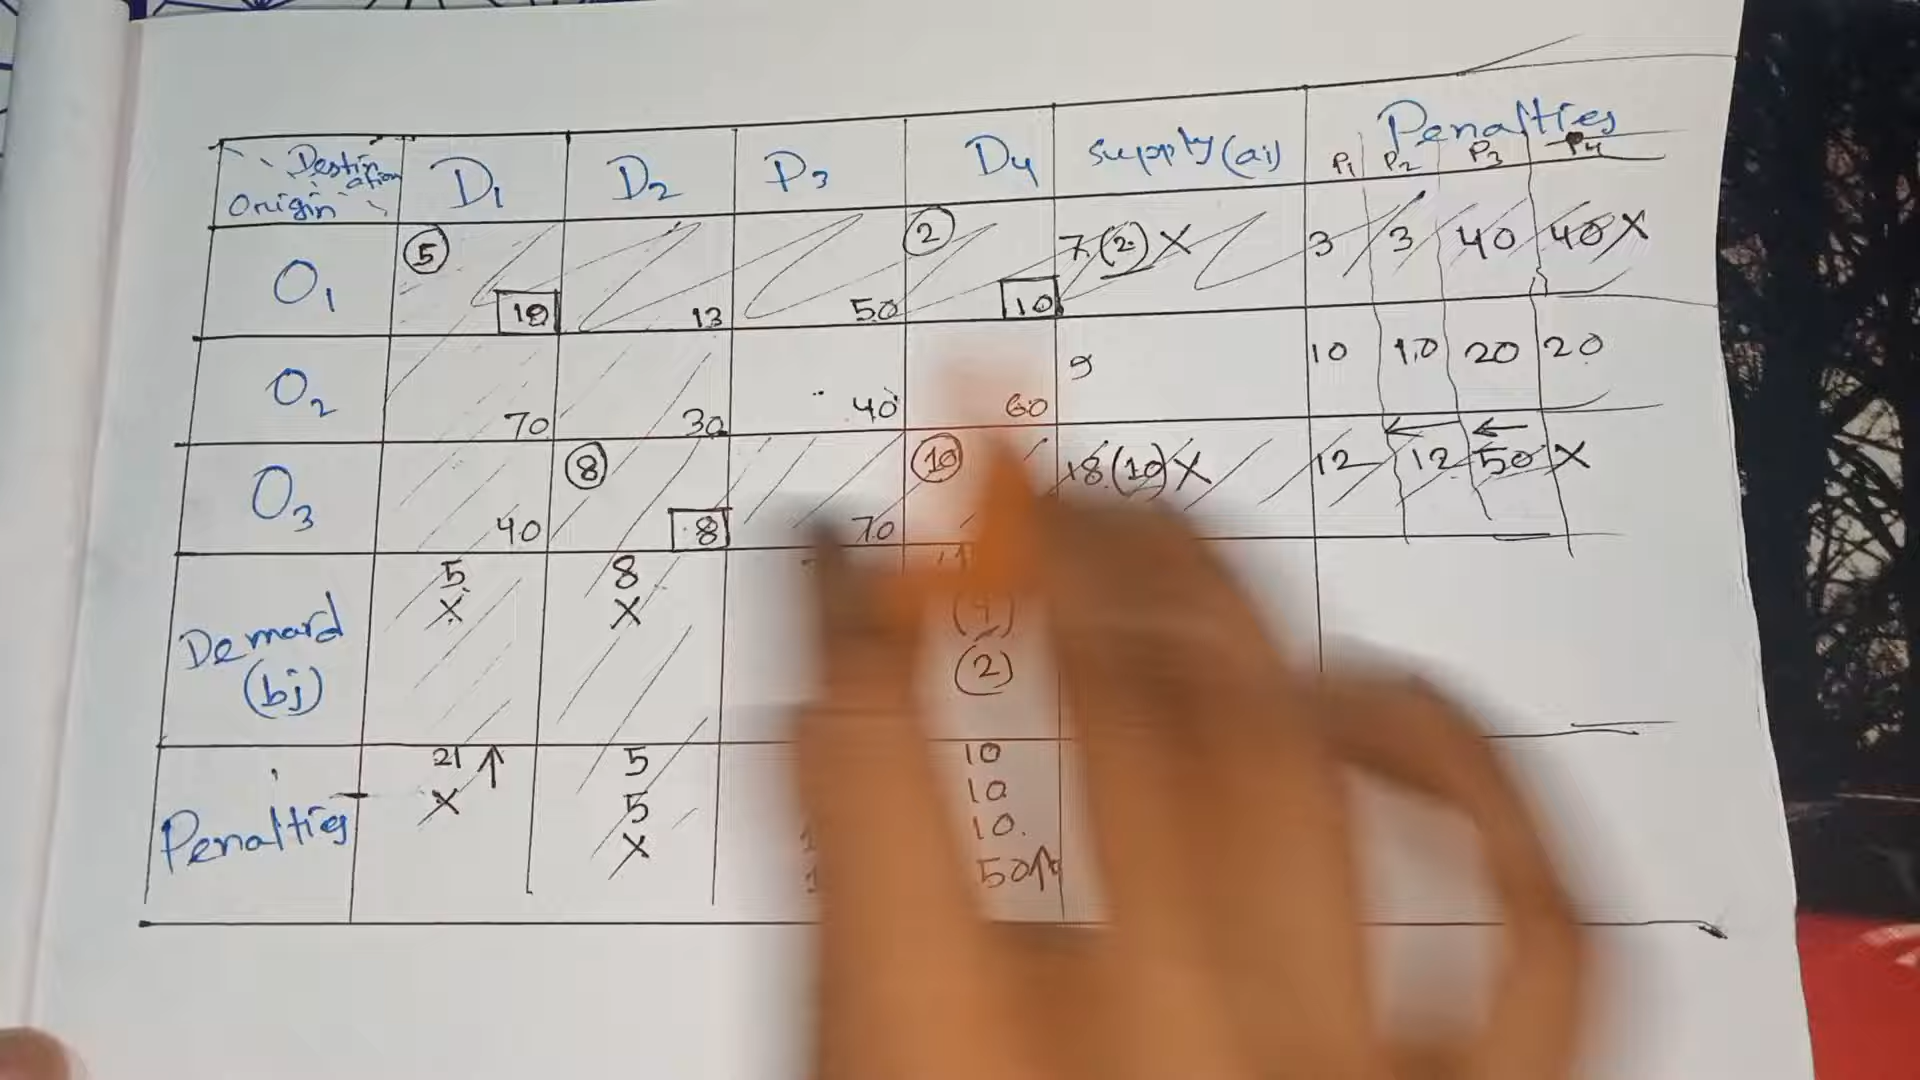 Destination
Origin
D1 D2 D3 D4 supply(ai) Penalties
P1 P2 P3 P4
O1 5 10 13 50 2 10 7 (2) X 3 3 40 40 X
O2 70 30 40 60 9 10 10 20 20
O3 40 8 8 70 10 18 (10) X 12 12 50 X
Demand
(bj)
5 8
X X
(2)
Penalties
21↑ 5 10
X 5 10
X 10
50↑